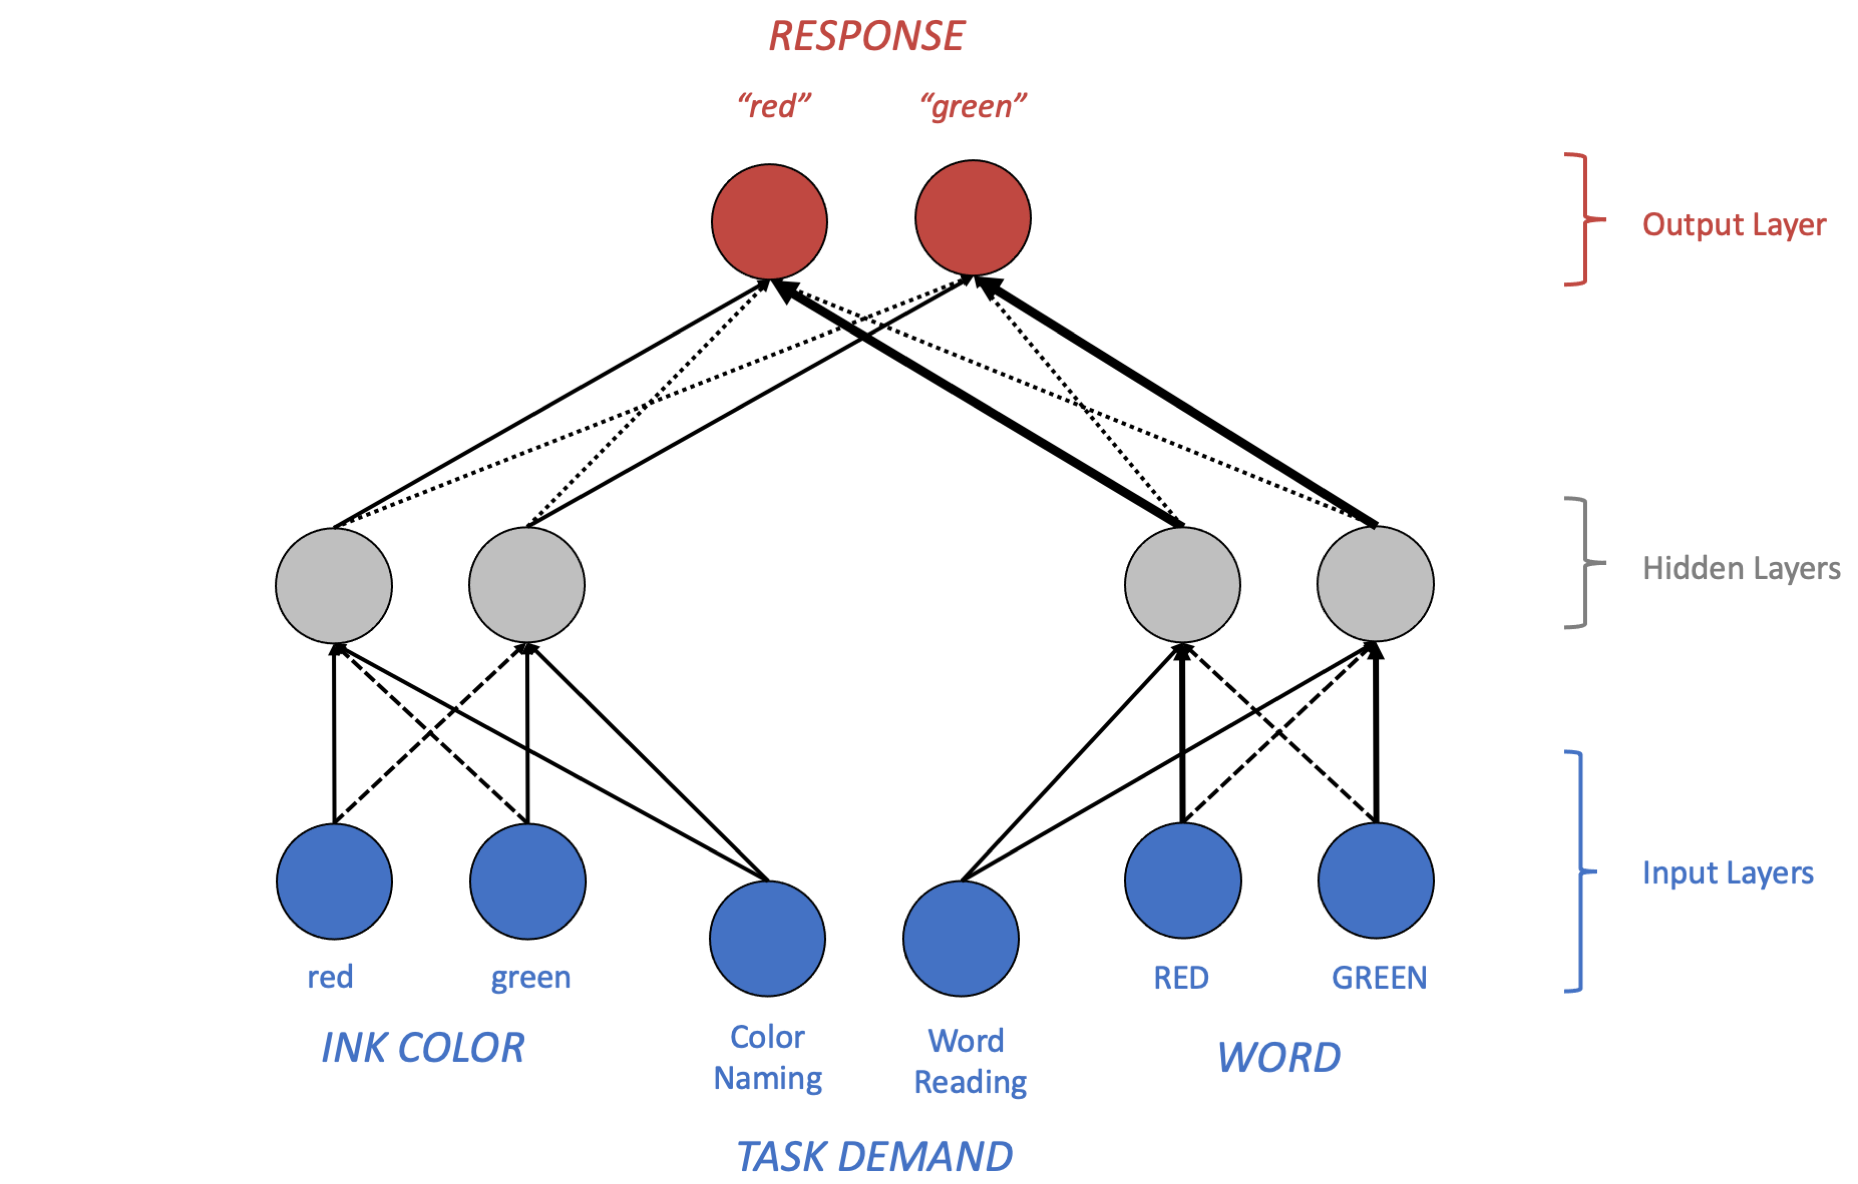 RESPONSE
“red”
“green”
Output Layer
Hidden Layers
Input Layers
red
green
RED
GREEN
Color
Naming
Word
Reading
INK COLOR
WORD
TASK DEMAND